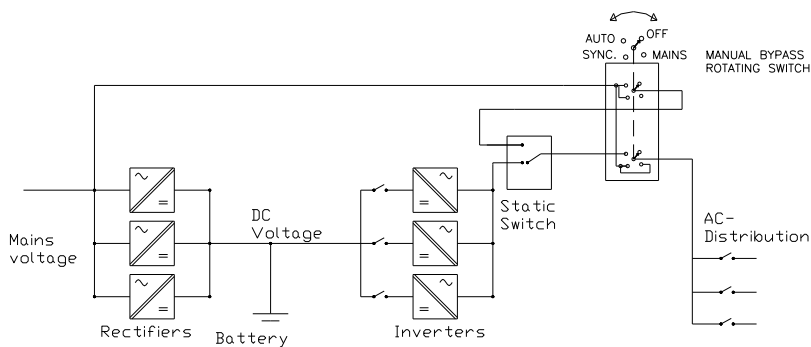 AUTO
OFF
SYNC.
MAINS
MANUAL BYPASS
ROTATING SWITCH
Static
Switch
DC
Voltage
AC-
Distribution
Mains
voltage
Rectifiers
Battery
Inverters